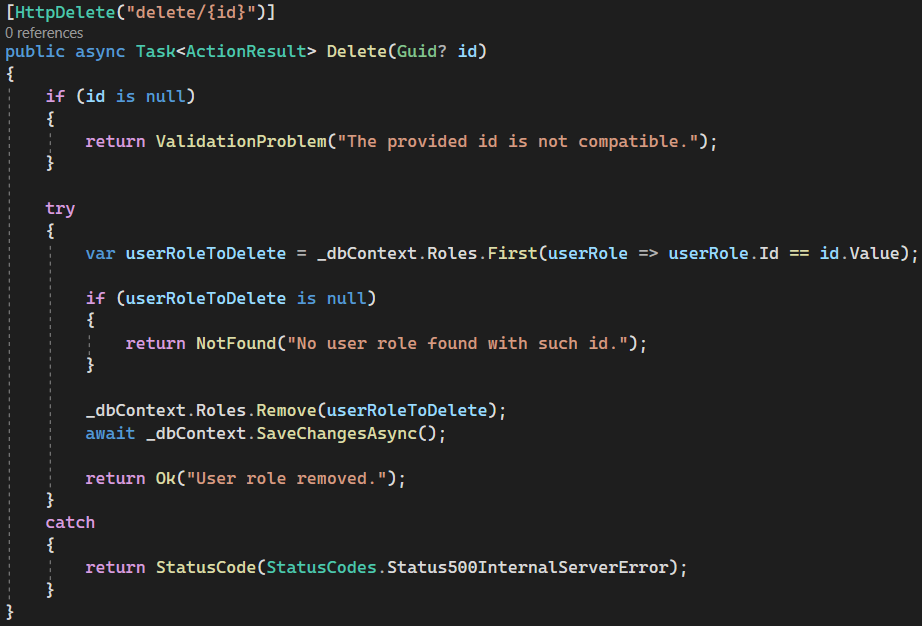 [HttpDelete("delete/{id}")]
0 references
public async Task<ActionResult> Delete(Guid? id)
{
    if (id is null)
    {
        return ValidationProblem("The provided id is not compatible.");
    }

    try
    {
        var userRoleToDelete = _dbContext.Roles.First(userRole => userRole.Id == id.Value);

        if (userRoleToDelete is null)
        {
            return NotFound("No user role found with such id.");
        }

        _dbContext.Roles.Remove(userRoleToDelete);
        await _dbContext.SaveChangesAsync();

        return Ok("User role removed.");
    }
    catch
    {
        return StatusCode(StatusCodes.Status500InternalServerError);
    }
}